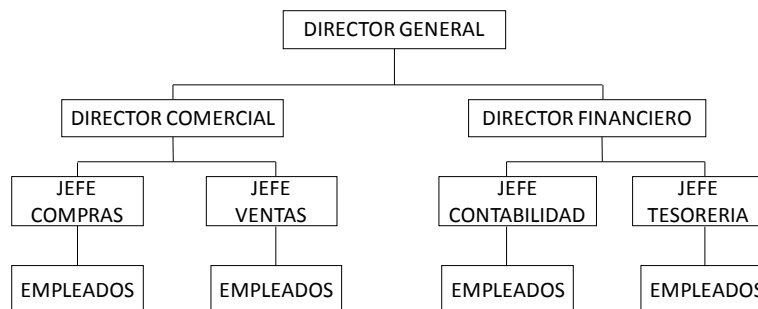 DIRECTOR GENERAL
DIRECTOR COMERCIAL
DIRECTOR FINANCIERO
JEFE
COMPRAS
JEFE
VENTAS
JEFE
CONTABILIDAD
JEFE
TESORERIA
EMPLEADOS
EMPLEADOS
EMPLEADOS
EMPLEADOS